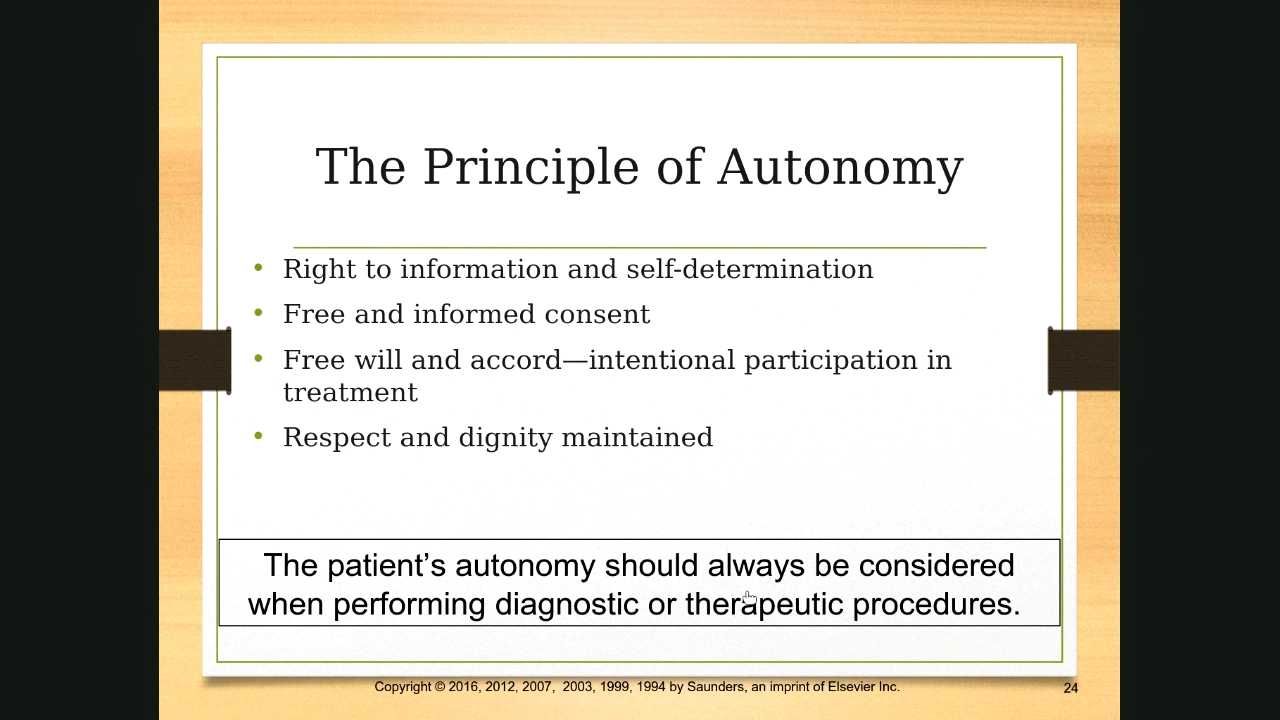 The Principle of Autonomy
• Right to information and self-determination
• Free and informed consent
• Free will and accord—intentional participation in
treatment
• Respect and dignity maintained
The patient’s autonomy should always be considered
when performing diagnostic or therapeutic procedures.
Copyright © 2016, 2012, 2007, 2003, 1999, 1994 by Saunders, an imprint of Elsevier Inc.
24